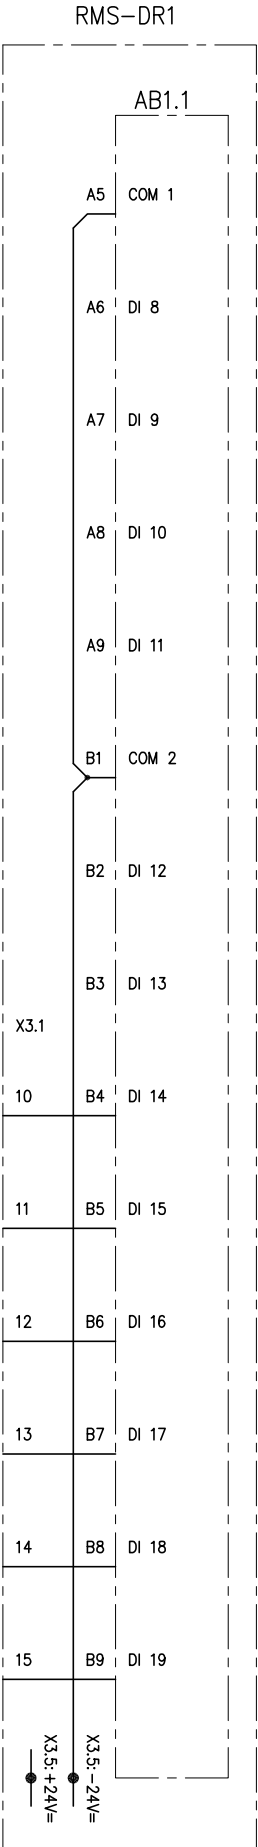 RMS-DR1
AB1.1
A5 COM 1
A6 DI 8
A7 DI 9
A8 DI 10
A9 DI 11
B1 COM 2
B2 DI 12
B3 DI 13
X3.1
10 B4 DI 14
11 B5 DI 15
12 B6 DI 16
13 B7 DI 17
14 B8 DI 18
15 B9 DI 19
X3.5:+24V=
X3.5:-24V=